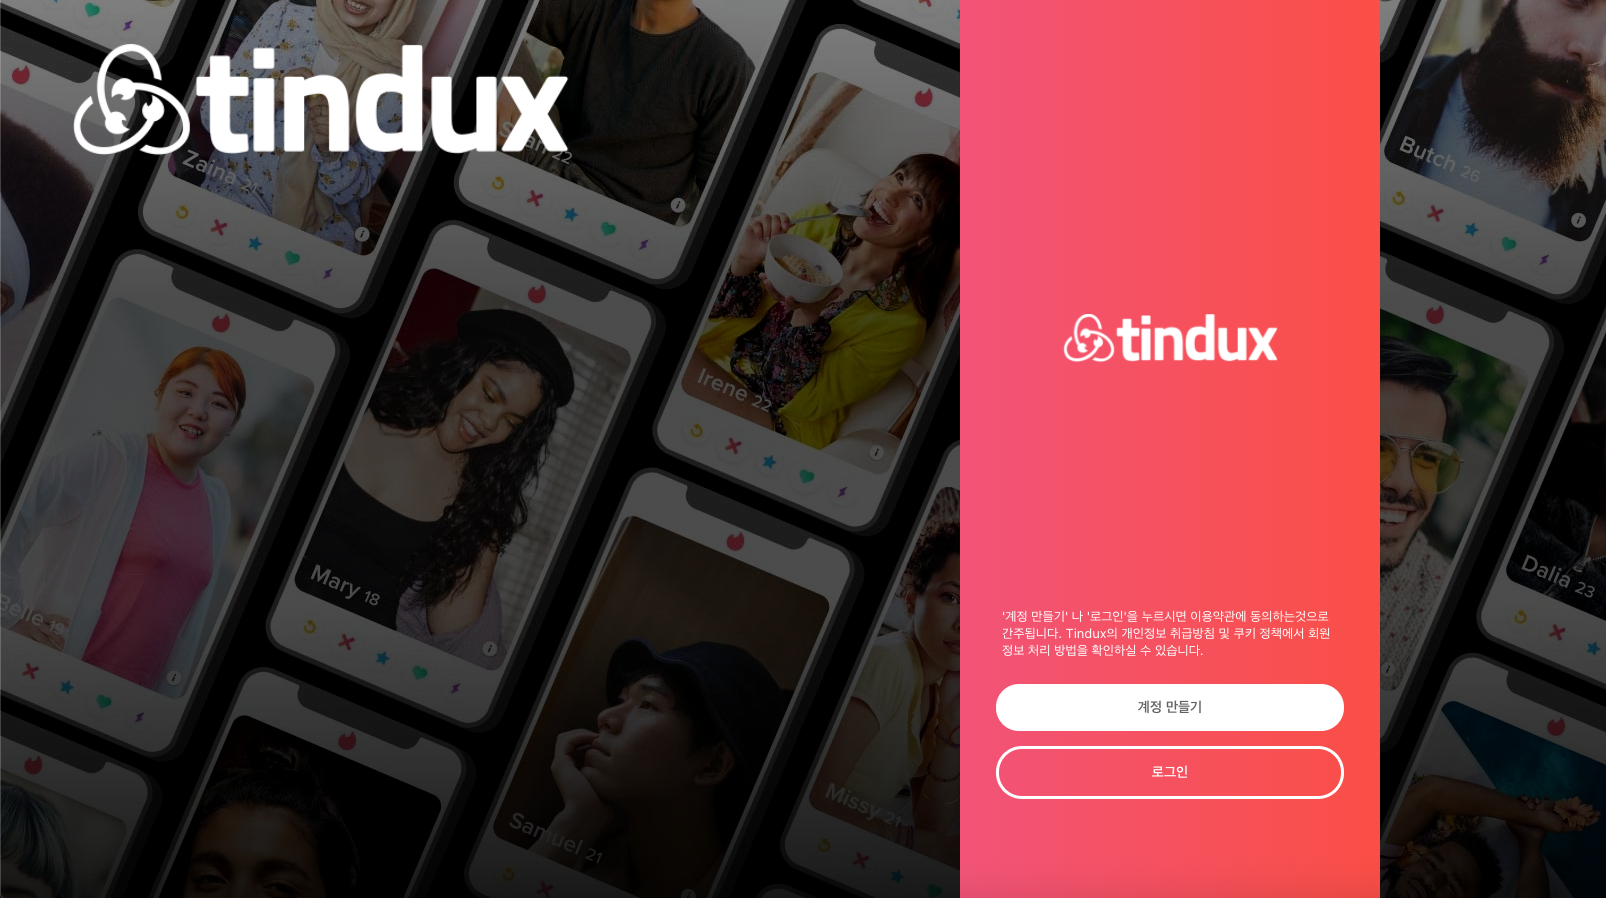 tindux
Zaina 21
22
Butch 26
Irene 22
tindux
Mary 18
Dalia 23
Belle 19
'계정 만들기' 나 '로그인'을 누르시면 이용약관에 동의하는것으로
간주됩니다. Tindux의 개인정보 취급방침 및 쿠키 정책에서 회원
정보 처리 방법을 확인하실 수 있습니다.
계정 만들기
로그인
Missy 21
Samuel 21